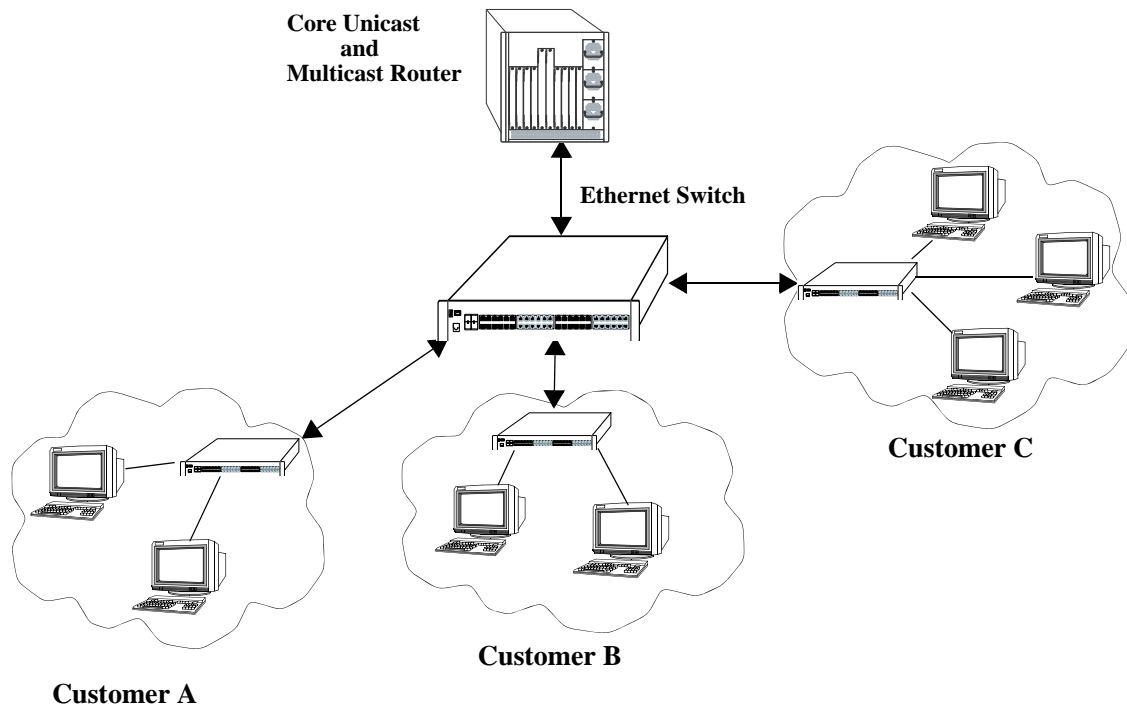 Core Unicast
and
Multicast Router
Ethernet Switch
Customer C
Customer B
Customer A